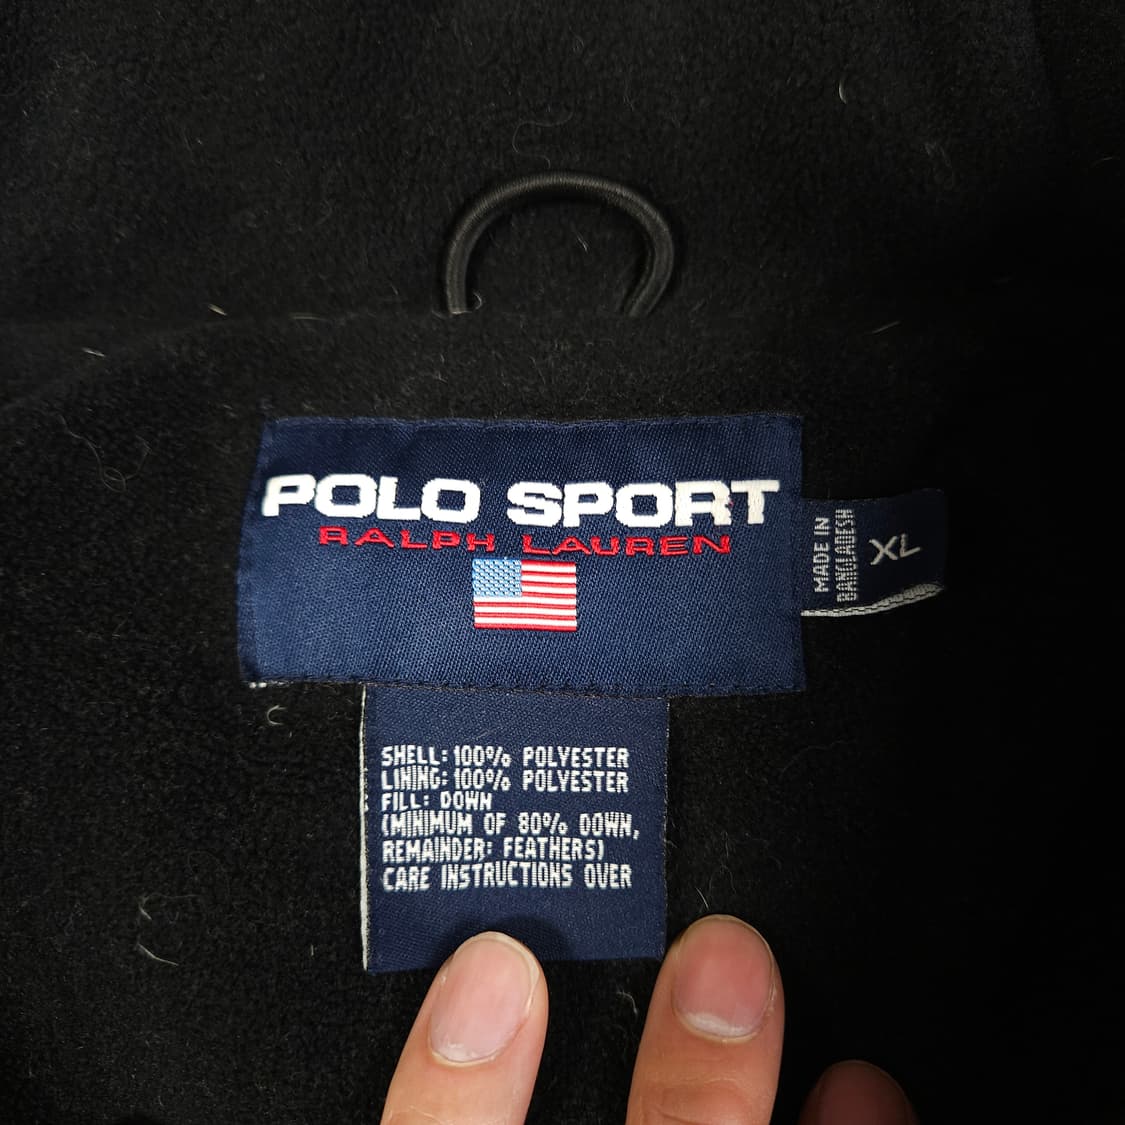 POLO SPORT
RALPH LAUREN
MADE IN
BANGLADESH
XL
SHELL: 100% POLYESTER
LINING: 100% POLYESTER
FILL: DOWN
(MINIMUM OF 80% DOWN,
REMAINDER: FEATHERS)
CARE INSTRUCTIONS OVER